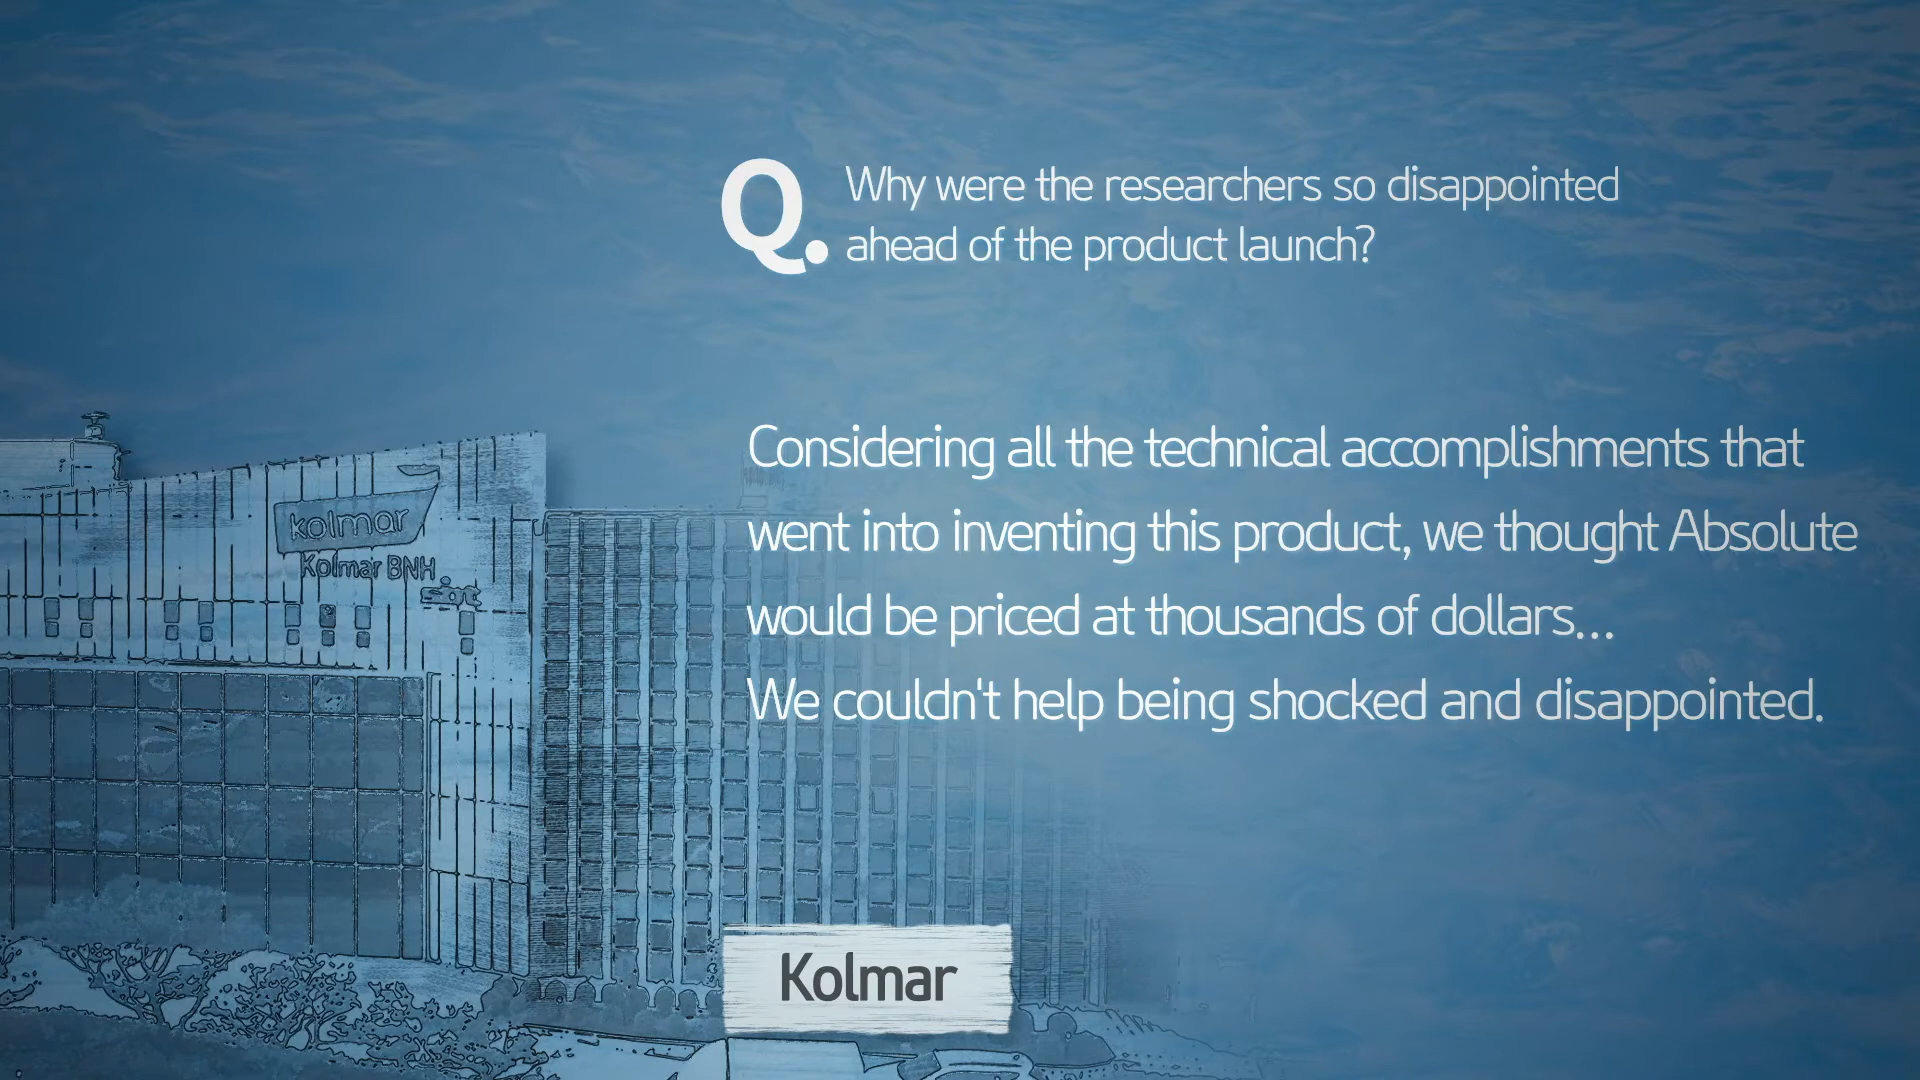 Q. Why were the researchers so disappointed
ahead of the product launch?
Considering all the technical accomplishments that
went into inventing this product, we thought Absolute
would be priced at thousands of dollars...
We couldn't help being shocked and disappointed.
kolmar
Kolmar BNH
Kolmar